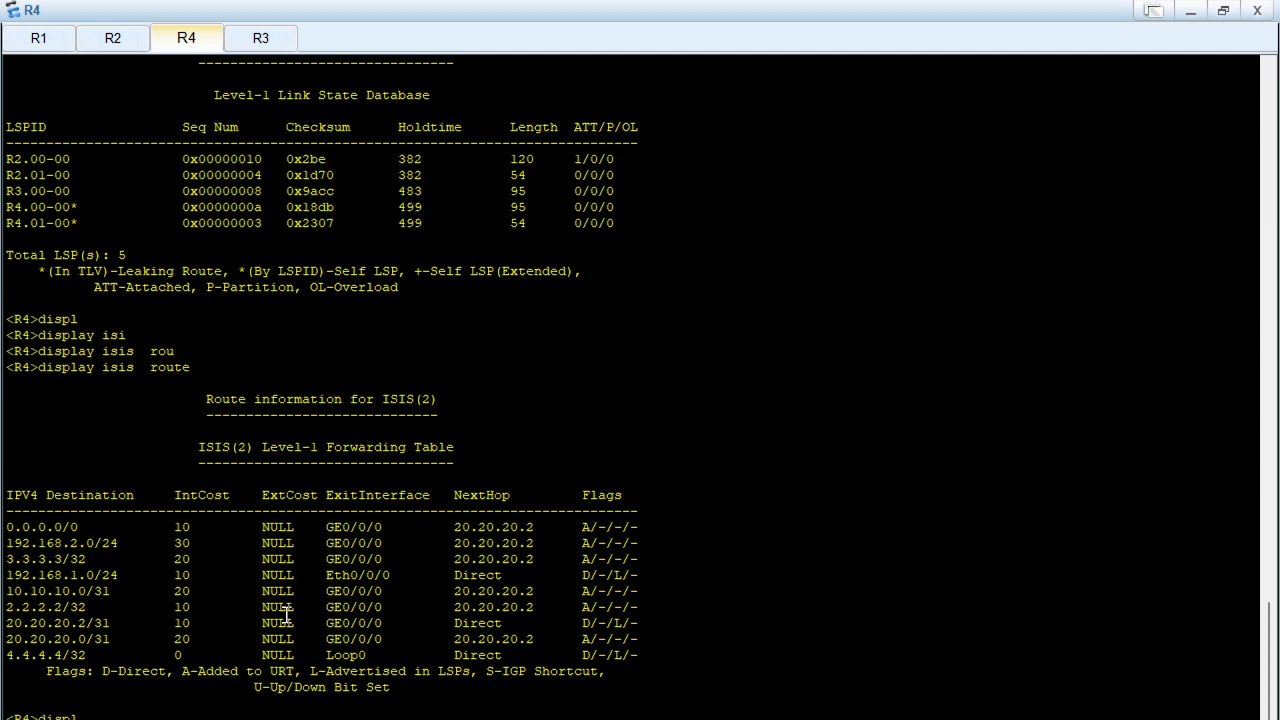 R4
R1 R2 R4 R3
-------------------------------
Level-1 Link State Database
LSPID Seq Num Checksum Holdtime Length ATT/P/OL
-------------------------------------------------------------------------------
R2.00-00 0x00000010 0x2be 382 120 1/0/0
R2.01-00 0x00000004 0x1d70 382 54 0/0/0
R3.00-00 0x00000008 0x9acc 483 95 0/0/0
R4.00-00* 0x0000000a 0x18db 499 95 0/0/0
R4.01-00* 0x00000003 0x2307 499 54 0/0/0
Total LSP(s): 5
*(In TLV)-Leaking Route, *(By LSPID)-Self LSP, +-Self LSP(Extended),
ATT-Attached, P-Partition, OL-Overload
<R4>displ
<R4>display isi
<R4>display isis rou
<R4>display isis route
Route information for ISIS(2)
-----------------------------
ISIS(2) Level-1 Forwarding Table
--------------------------------
IPV4 Destination IntCost ExtCost ExitInterface NextHop Flags
-------------------------------------------------------------------------------
0.0.0.0/0 10 NULL GE0/0/0 20.20.20.2 A/-/-/-
192.168.2.0/24 30 NULL GE0/0/0 20.20.20.2 A/-/-/-
3.3.3.3/32 20 NULL GE0/0/0 20.20.20.2 A/-/-/-
192.168.1.0/24 10 NULL Eth0/0/0 Direct D/-/L/-
10.10.10.0/31 20 NULL GE0/0/0 20.20.20.2 A/-/-/-
2.2.2.2/32 10 NULL GE0/0/0 20.20.20.2 A/-/-/-
20.20.20.2/31 10 NULL GE0/0/0 Direct D/-/L/-
20.20.20.0/31 20 NULL GE0/0/0 20.20.20.2 A/-/-/-
4.4.4.4/32 0 NULL Loop0 Direct D/-/L/-
Flags: D-Direct, A-Added to URT, L-Advertised in LSPs, S-IGP Shortcut,
U-Up/Down Bit Set
<R4>displ